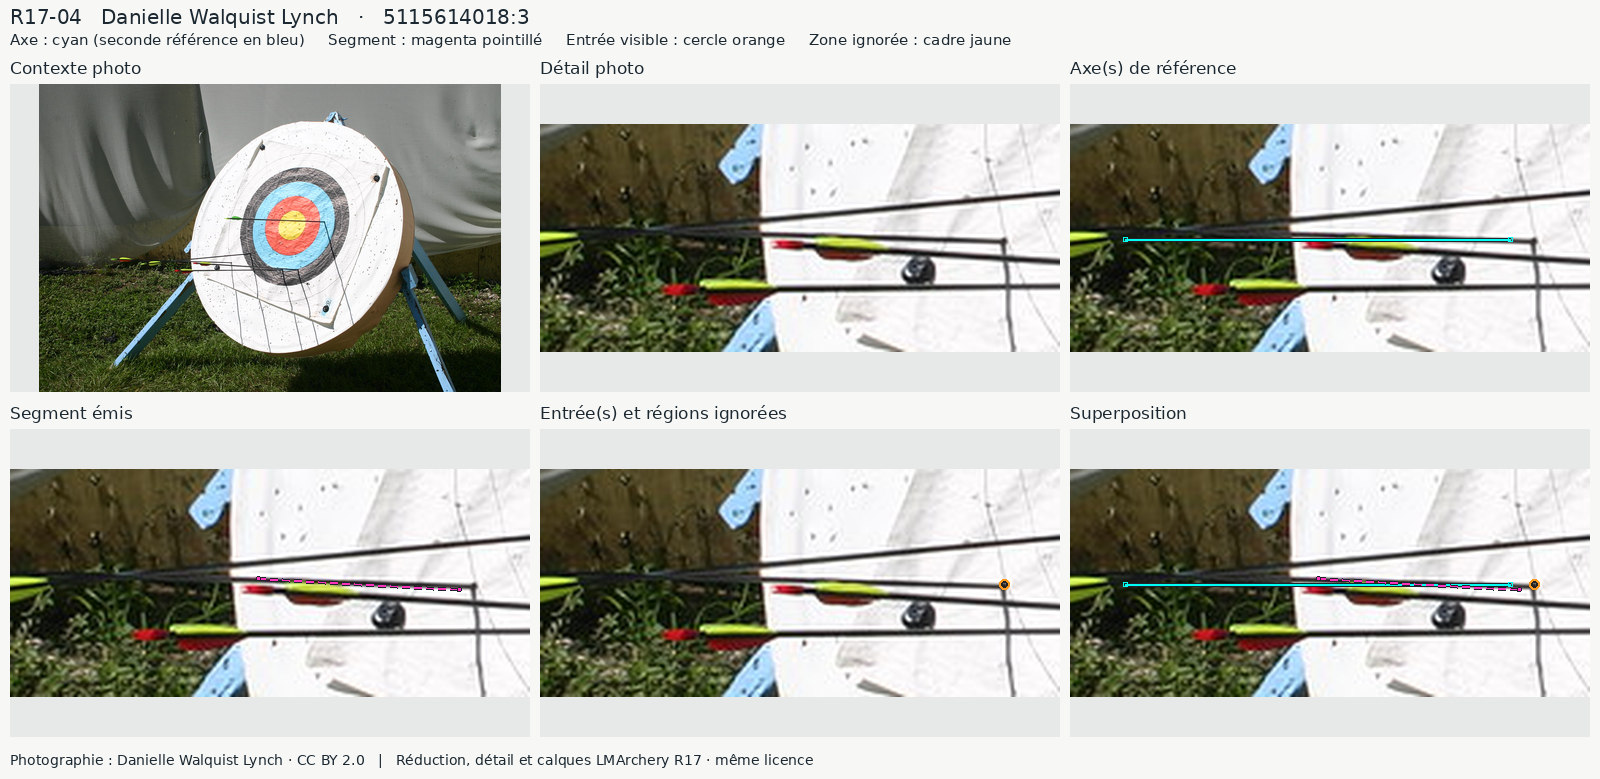 R17-04   Danielle Walquist Lynch   ·   5115614018:3
Axe : cyan (seconde référence en bleu)     Segment : magenta pointillé     Entrée visible : cercle orange     Zone ignorée : cadre jaune
Contexte photo
Détail photo
Axe(s) de référence
Segment émis
Entrée(s) et régions ignorées
Superposition
Photographie : Danielle Walquist Lynch · CC BY 2.0   |   Réduction, détail et calques LMArchery R17 · même licence